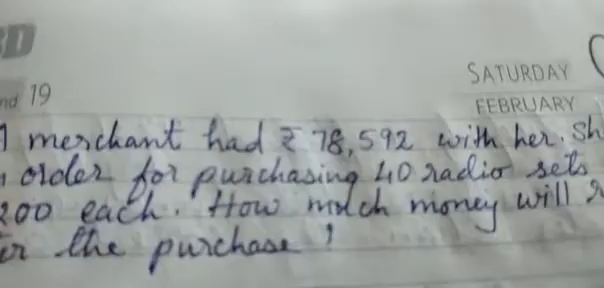 SATURDAY
19
FEBRUARY
merchant had ₹ 78,592 with her. Sh
order for purchasing 40 radio sets
200 each. How much money will
the purchase ?